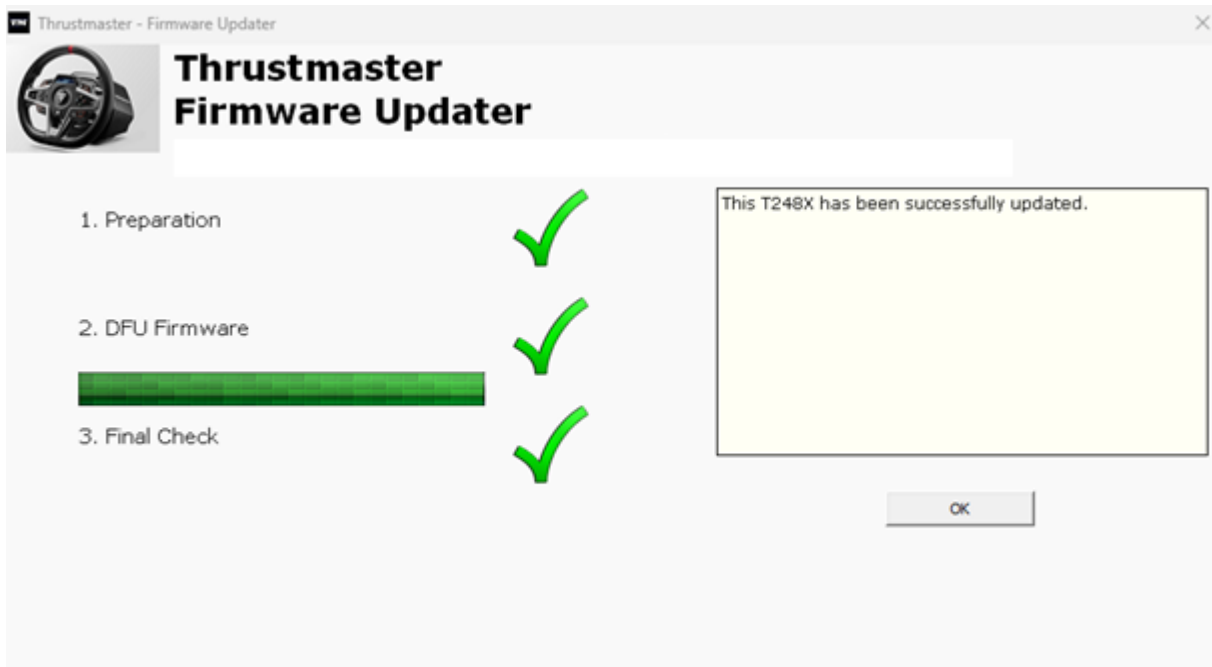 Thrustmaster - Firmware Updater
Thrustmaster
Firmware Updater
1. Preparation
This T248X has been successfully updated.
2. DFU Firmware
3. Final Check
OK